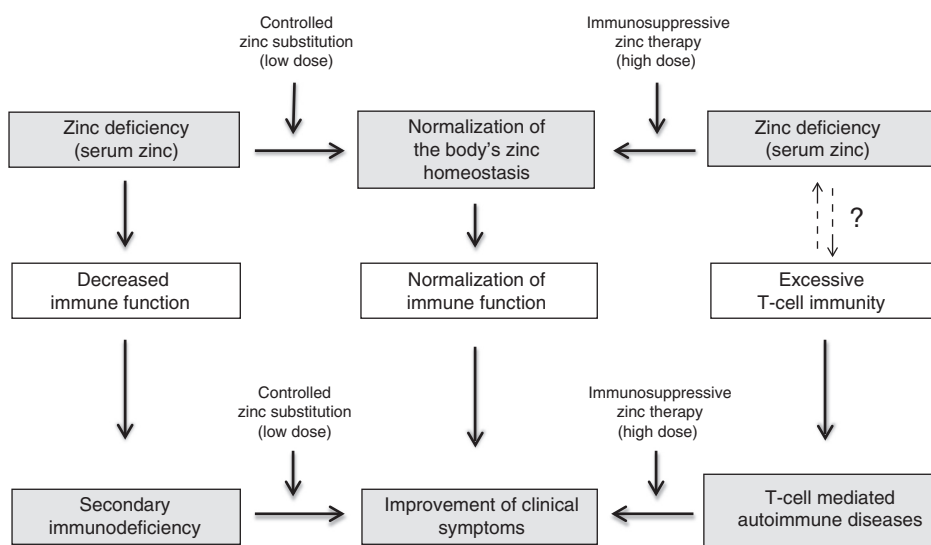 Controlled
zinc substitution
(low dose)
Immunosuppressive
zinc therapy
(high dose)
Zinc deficiency
(serum zinc)
Normalization of
the body's zinc
homeostasis
Zinc deficiency
(serum zinc)
?
Decreased
immune function
Normalization of
immune function
Excessive
T-cell immunity
Controlled
zinc substitution
(low dose)
Immunosuppressive
zinc therapy
(high dose)
Secondary
immunodeficiency
Improvement of clinical
symptoms
T-cell mediated
autoimmune diseases